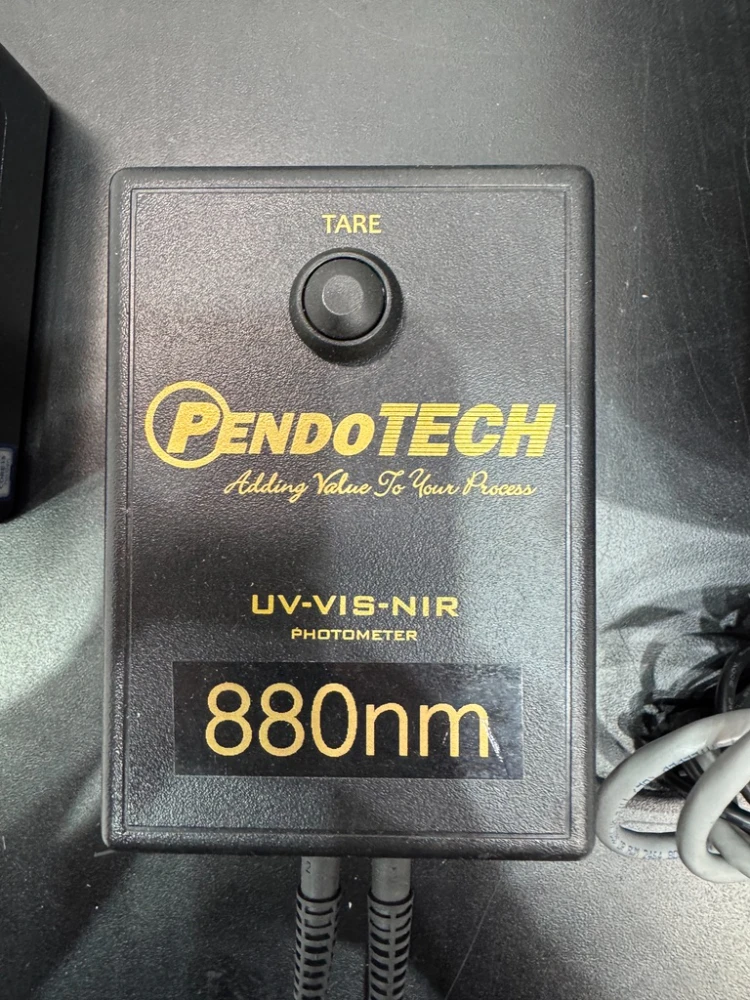 TARE
PENDOTECH
Adding Value To Your Process
UV-VIS-NIR
PHOTOMETER
880nm